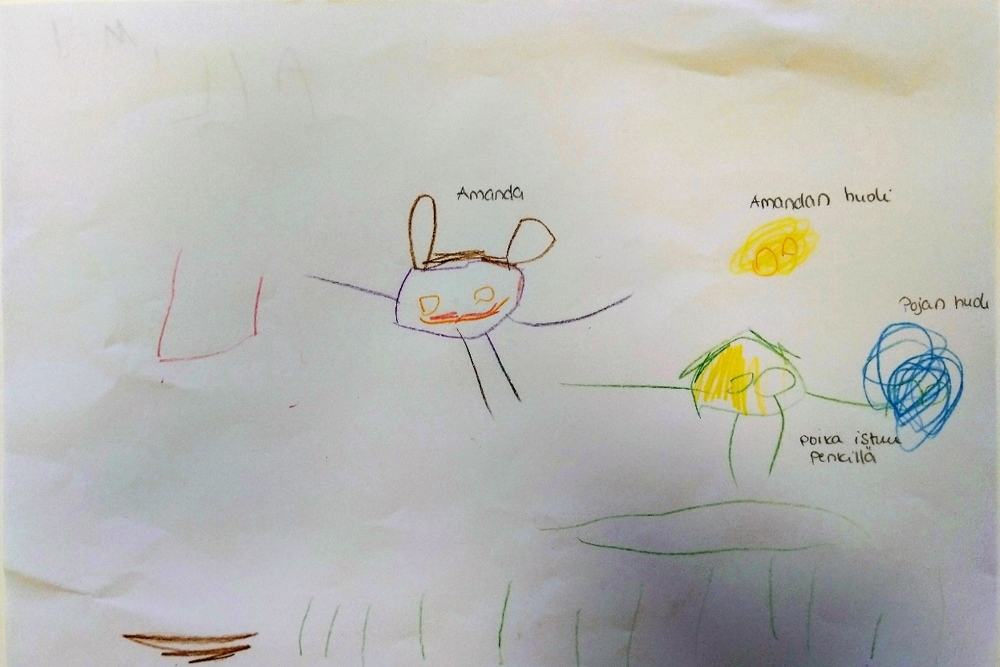 Amanda
Amandan huoli
Pojan huoli
poika istuu
penkillä